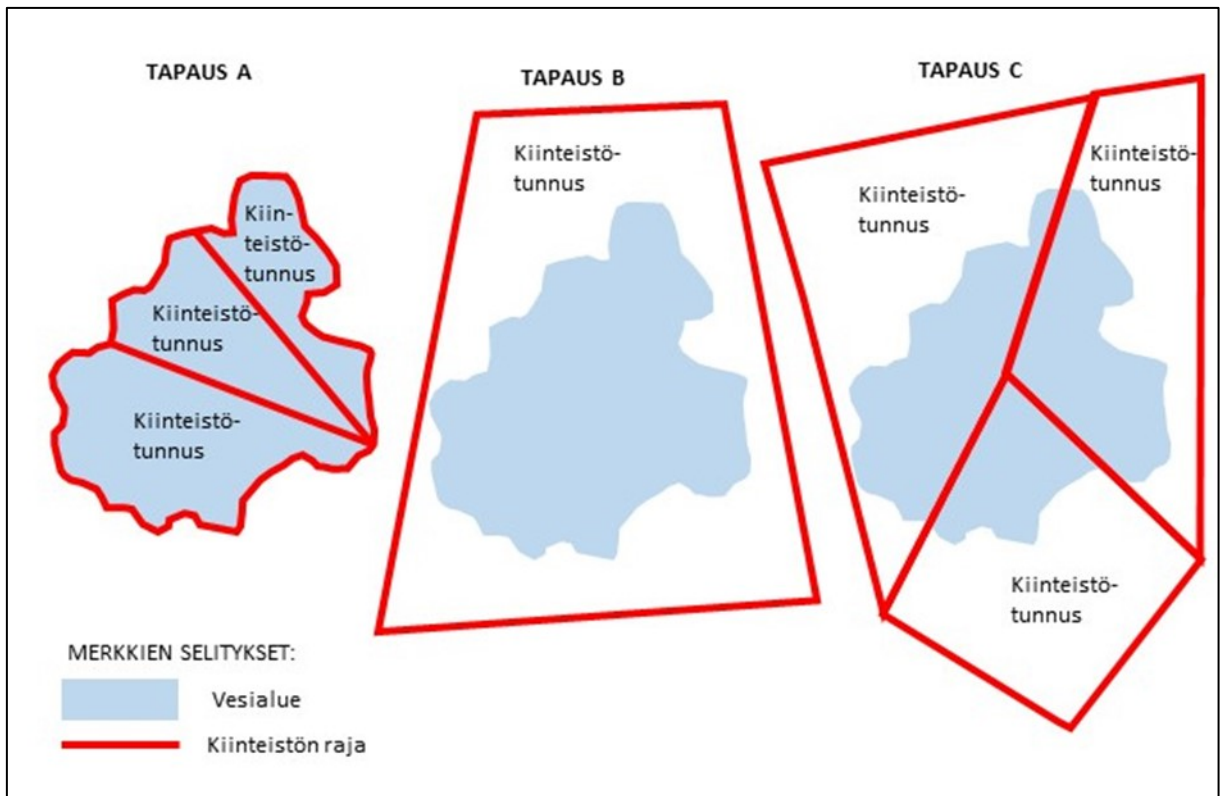 TAPAUS A
Kiin-
teistö-
tunnus
Kiinteistö-
tunnus
Kiinteistö-
tunnus
TAPAUS B
Kiinteistö-
tunnus
TAPAUS C
Kiinteistö-
tunnus
Kiinteistö-
tunnus
Kiinteistö-
tunnus
MERKKIEN SELITYKSET:
Vesialue
Kiinteistön raja